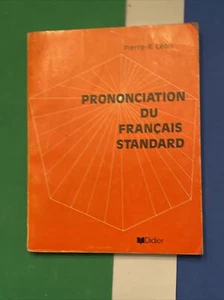 Pierre-R. Léon
PRONONCIATION
DU
FRANÇAIS
STANDARD
Didier